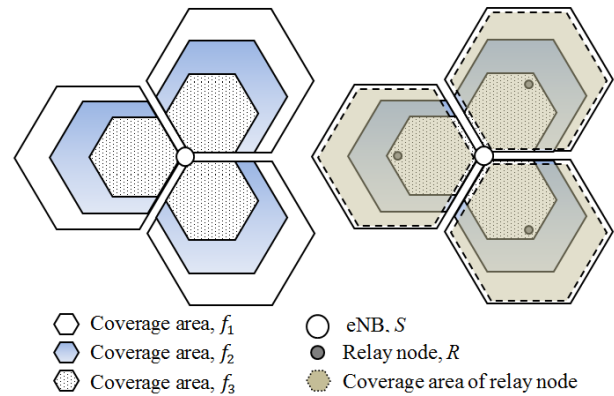 Coverage area, f₁
Coverage area, f₂
Coverage area, f₃
eNB, S
Relay node, R
Coverage area of relay node